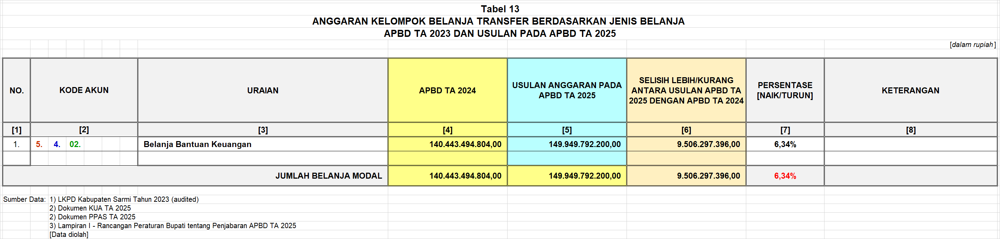 Tabel 13
ANGGARAN KELOMPOK BELANJA TRANSFER BERDASARKAN JENIS BELANJA
APBD TA 2023 DAN USULAN PADA APBD TA 2025
[dalam rupiah]
NO. KODE AKUN URAIAN APBD TA 2024 USULAN ANGGARAN PADA APBD TA 2025 SELISIH LEBIH/KURANG ANTARA USULAN APBD TA 2025 DENGAN APBD TA 2024 PERSENTASE [NAIK/TURUN] KETERANGAN
[1] [2] [3] [4] [5] [6] [7] [8]
1. 5. 4. 02. Belanja Bantuan Keuangan 140.443.494.804,00 149.949.792.200,00 9.506.297.396,00 6,34%
JUMLAH BELANJA MODAL 140.443.494.804,00 149.949.792.200,00 9.506.297.396,00 6,34%
Sumber Data: 1) LKPD Kabupaten Sarmi Tahun 2023 (audited)
2) Dokumen KUA TA 2025
2) Dokumen PPAS TA 2025
3) Lampiran I - Rancangan Peraturan Bupati tentang Penjabaran APBD TA 2025
[Data diolah]